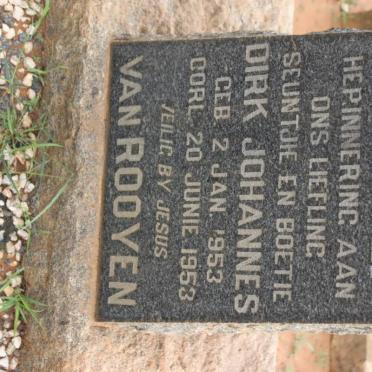 HERINNERING AAN
ONS LIEFLING
SEUNTJIE EN BOETIE
DIRK JOHANNES
GEB 2 JAN. 1953
OORL 20 JUNIE 1953
VEILIG BY JESUS
VAN ROOYEN